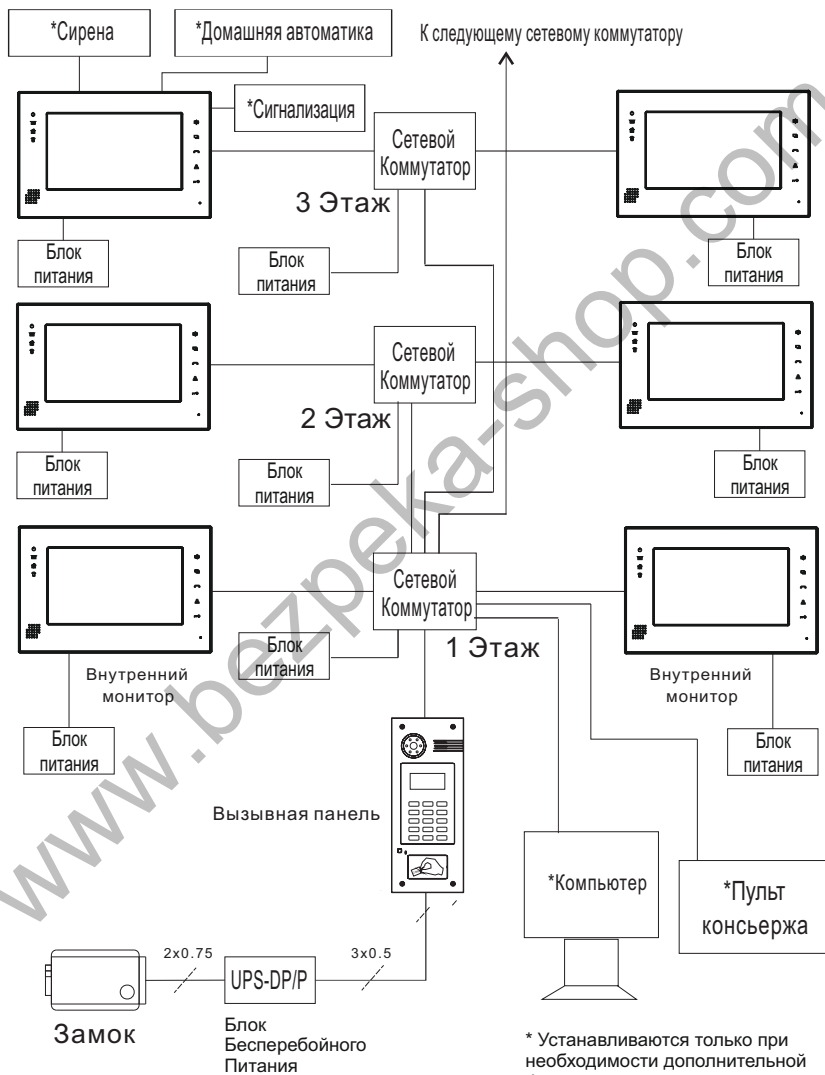 *Сирена
*Домашняя автоматика
К следующему сетевому коммутатору
*Сигнализация
Сетевой
Коммутатор
3 Этаж
Блок
питания
Блок
питания
Блок
питания
Сетевой
Коммутатор
2 Этаж
Блок
питания
Блок
питания
Блок
питания
Сетевой
Коммутатор
1 Этаж
Блок
питания
Внутренний
монитор
Внутренний
монитор
Блок
питания
Блок
питания
Вызывная панель
*Компьютер
*Пульт
консьержа
2x0.75
3x0.5
UPS-DP/P
Замок
Блок
Бесперебойного
Питания
* Устанавливаются только при
необходимости дополнительной
www.bezpeka-shop.com